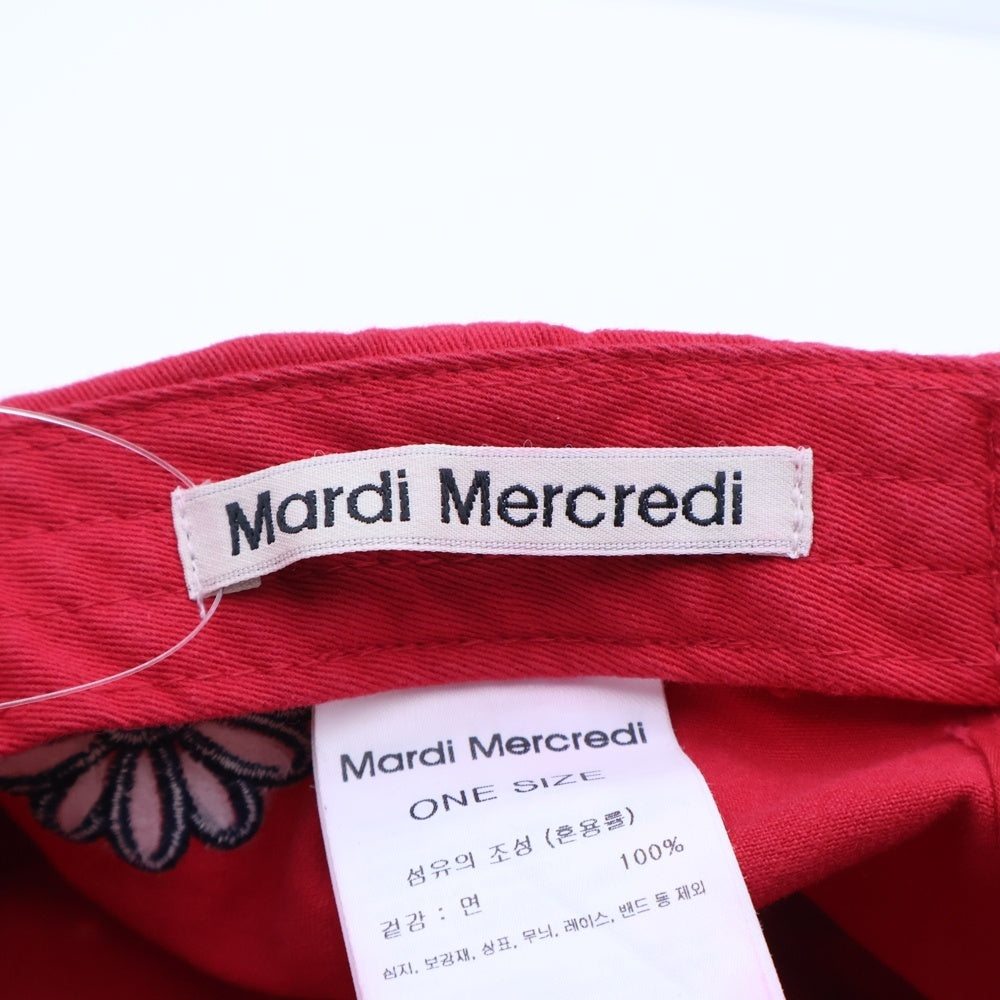 Mardi Mercredi
Mardi Mercredi
ONE SIZE
섬유의 조성 (혼용률)
겉감 : 면 100%
심지, 보강재, 상표, 무늬, 레이스, 밴드 등 제외